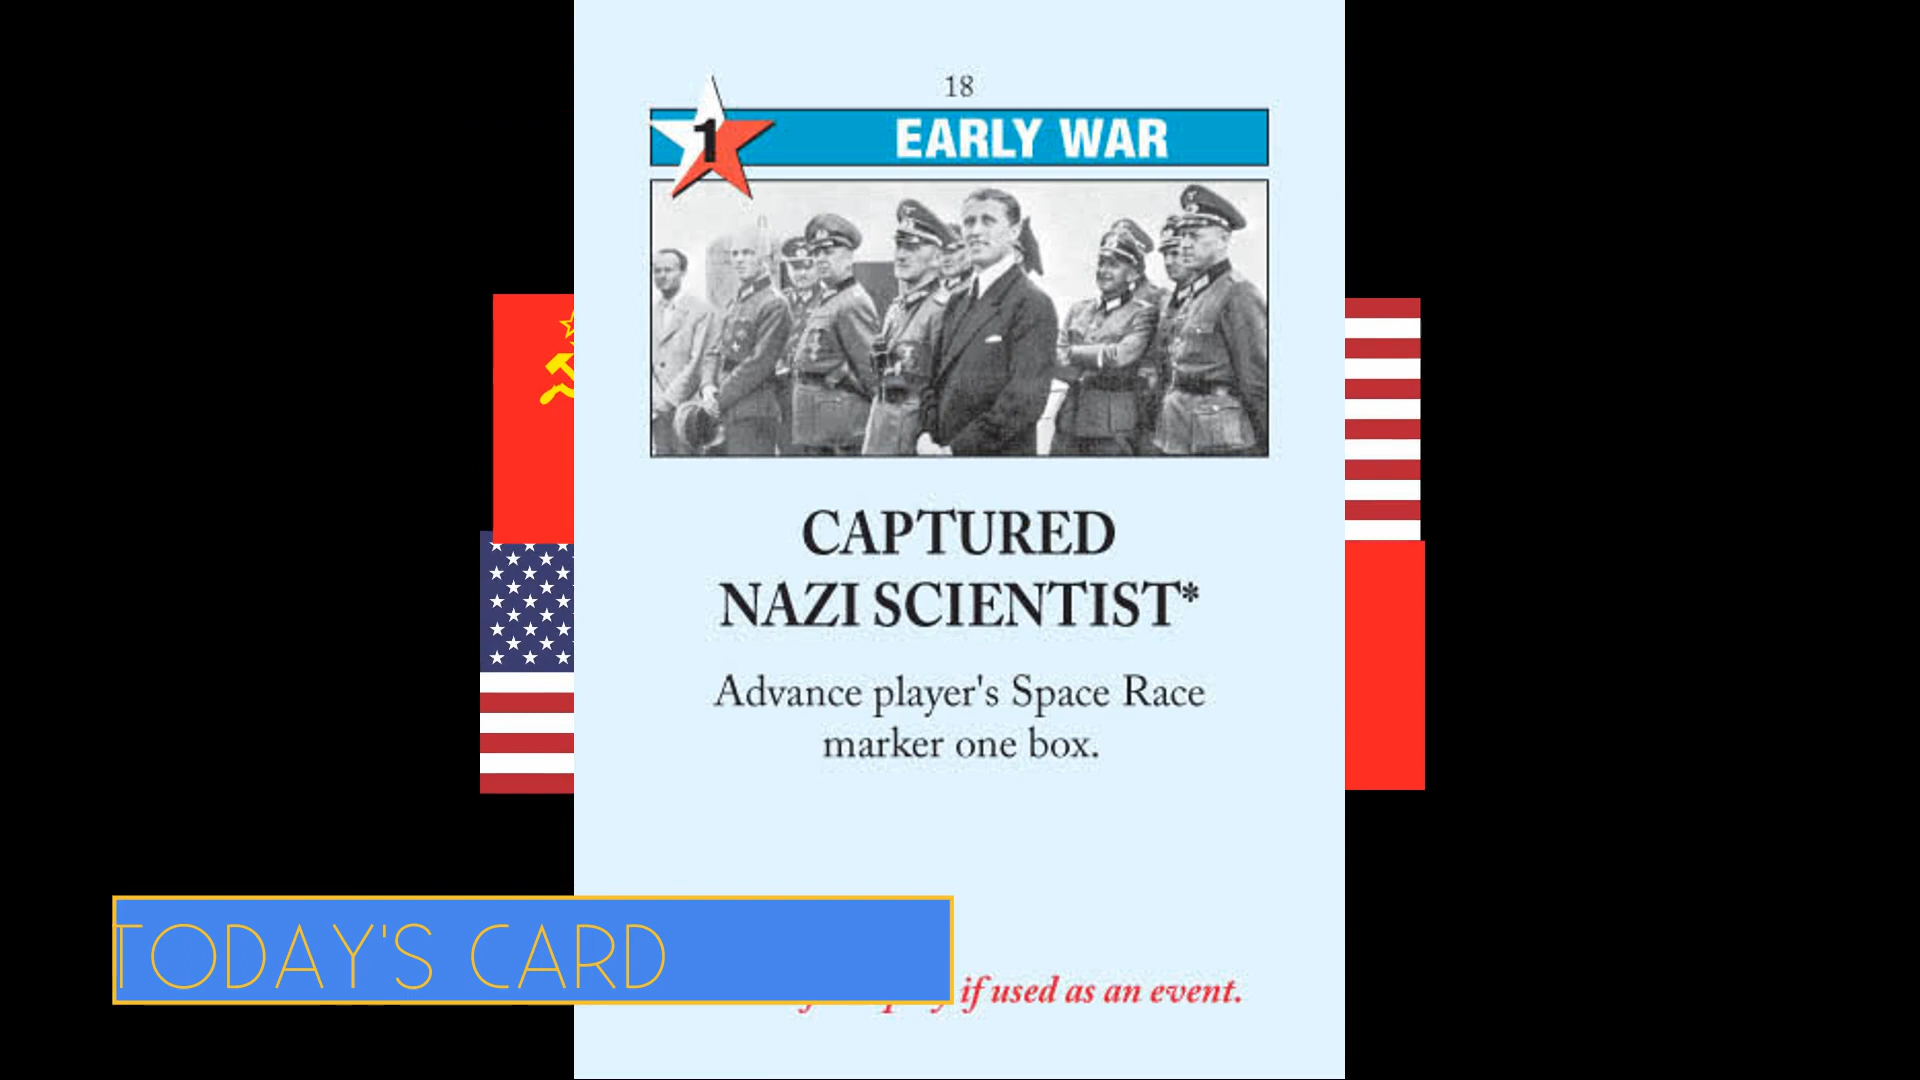 18
1
EARLY WAR
CAPTURED
NAZI SCIENTIST*
Advance player's Space Race
marker one box.
TODAY'S CARD
if used as an event.